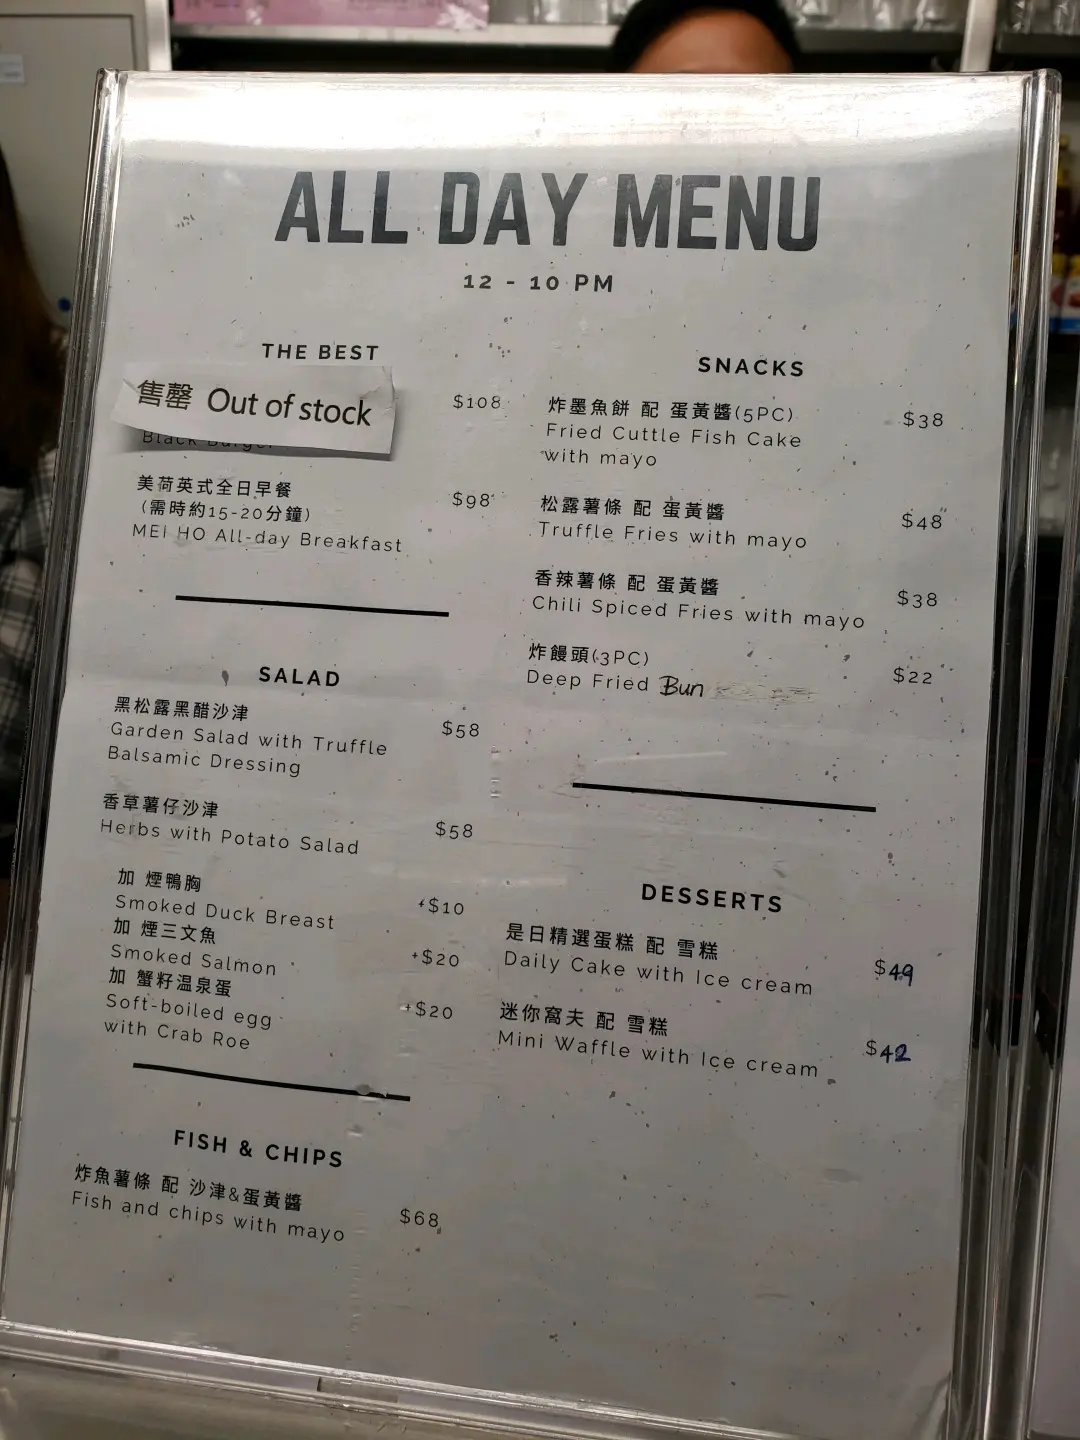 ALL DAY MENU
12 - 10 PM
THE BEST
售罄 Out of stock
$108
Black Burger
美荷英式全日早餐
(需時約15-20分鐘)
MEI HO All-day Breakfast
$98
SALAD
黑松露黑醋沙津
Garden Salad with Truffle
Balsamic Dressing
$58
香草薯仔沙津
Herbs with Potato Salad
$58
加 煙鴨胸
Smoked Duck Breast
+$10
加 煙三文魚
Smoked Salmon
+$20
加 蟹籽溫泉蛋
Soft-boiled egg
with Crab Roe
+$20
FISH & CHIPS
炸魚薯條 配 沙津&蛋黃醬
Fish and chips with mayo
$68
SNACKS
炸墨魚餅 配 蛋黃醬(5PC)
Fried Cuttle Fish Cake
with mayo
$38
松露薯條 配 蛋黃醬
Truffle Fries with mayo
$48
香辣薯條 配 蛋黃醬
Chili Spiced Fries with mayo
$38
炸饅頭(3PC)
Deep Fried Bun
$22
DESSERTS
是日精選蛋糕 配 雪糕
Daily Cake with Ice cream
$49
迷你窩夫 配 雪糕
Mini Waffle with Ice cream
$42